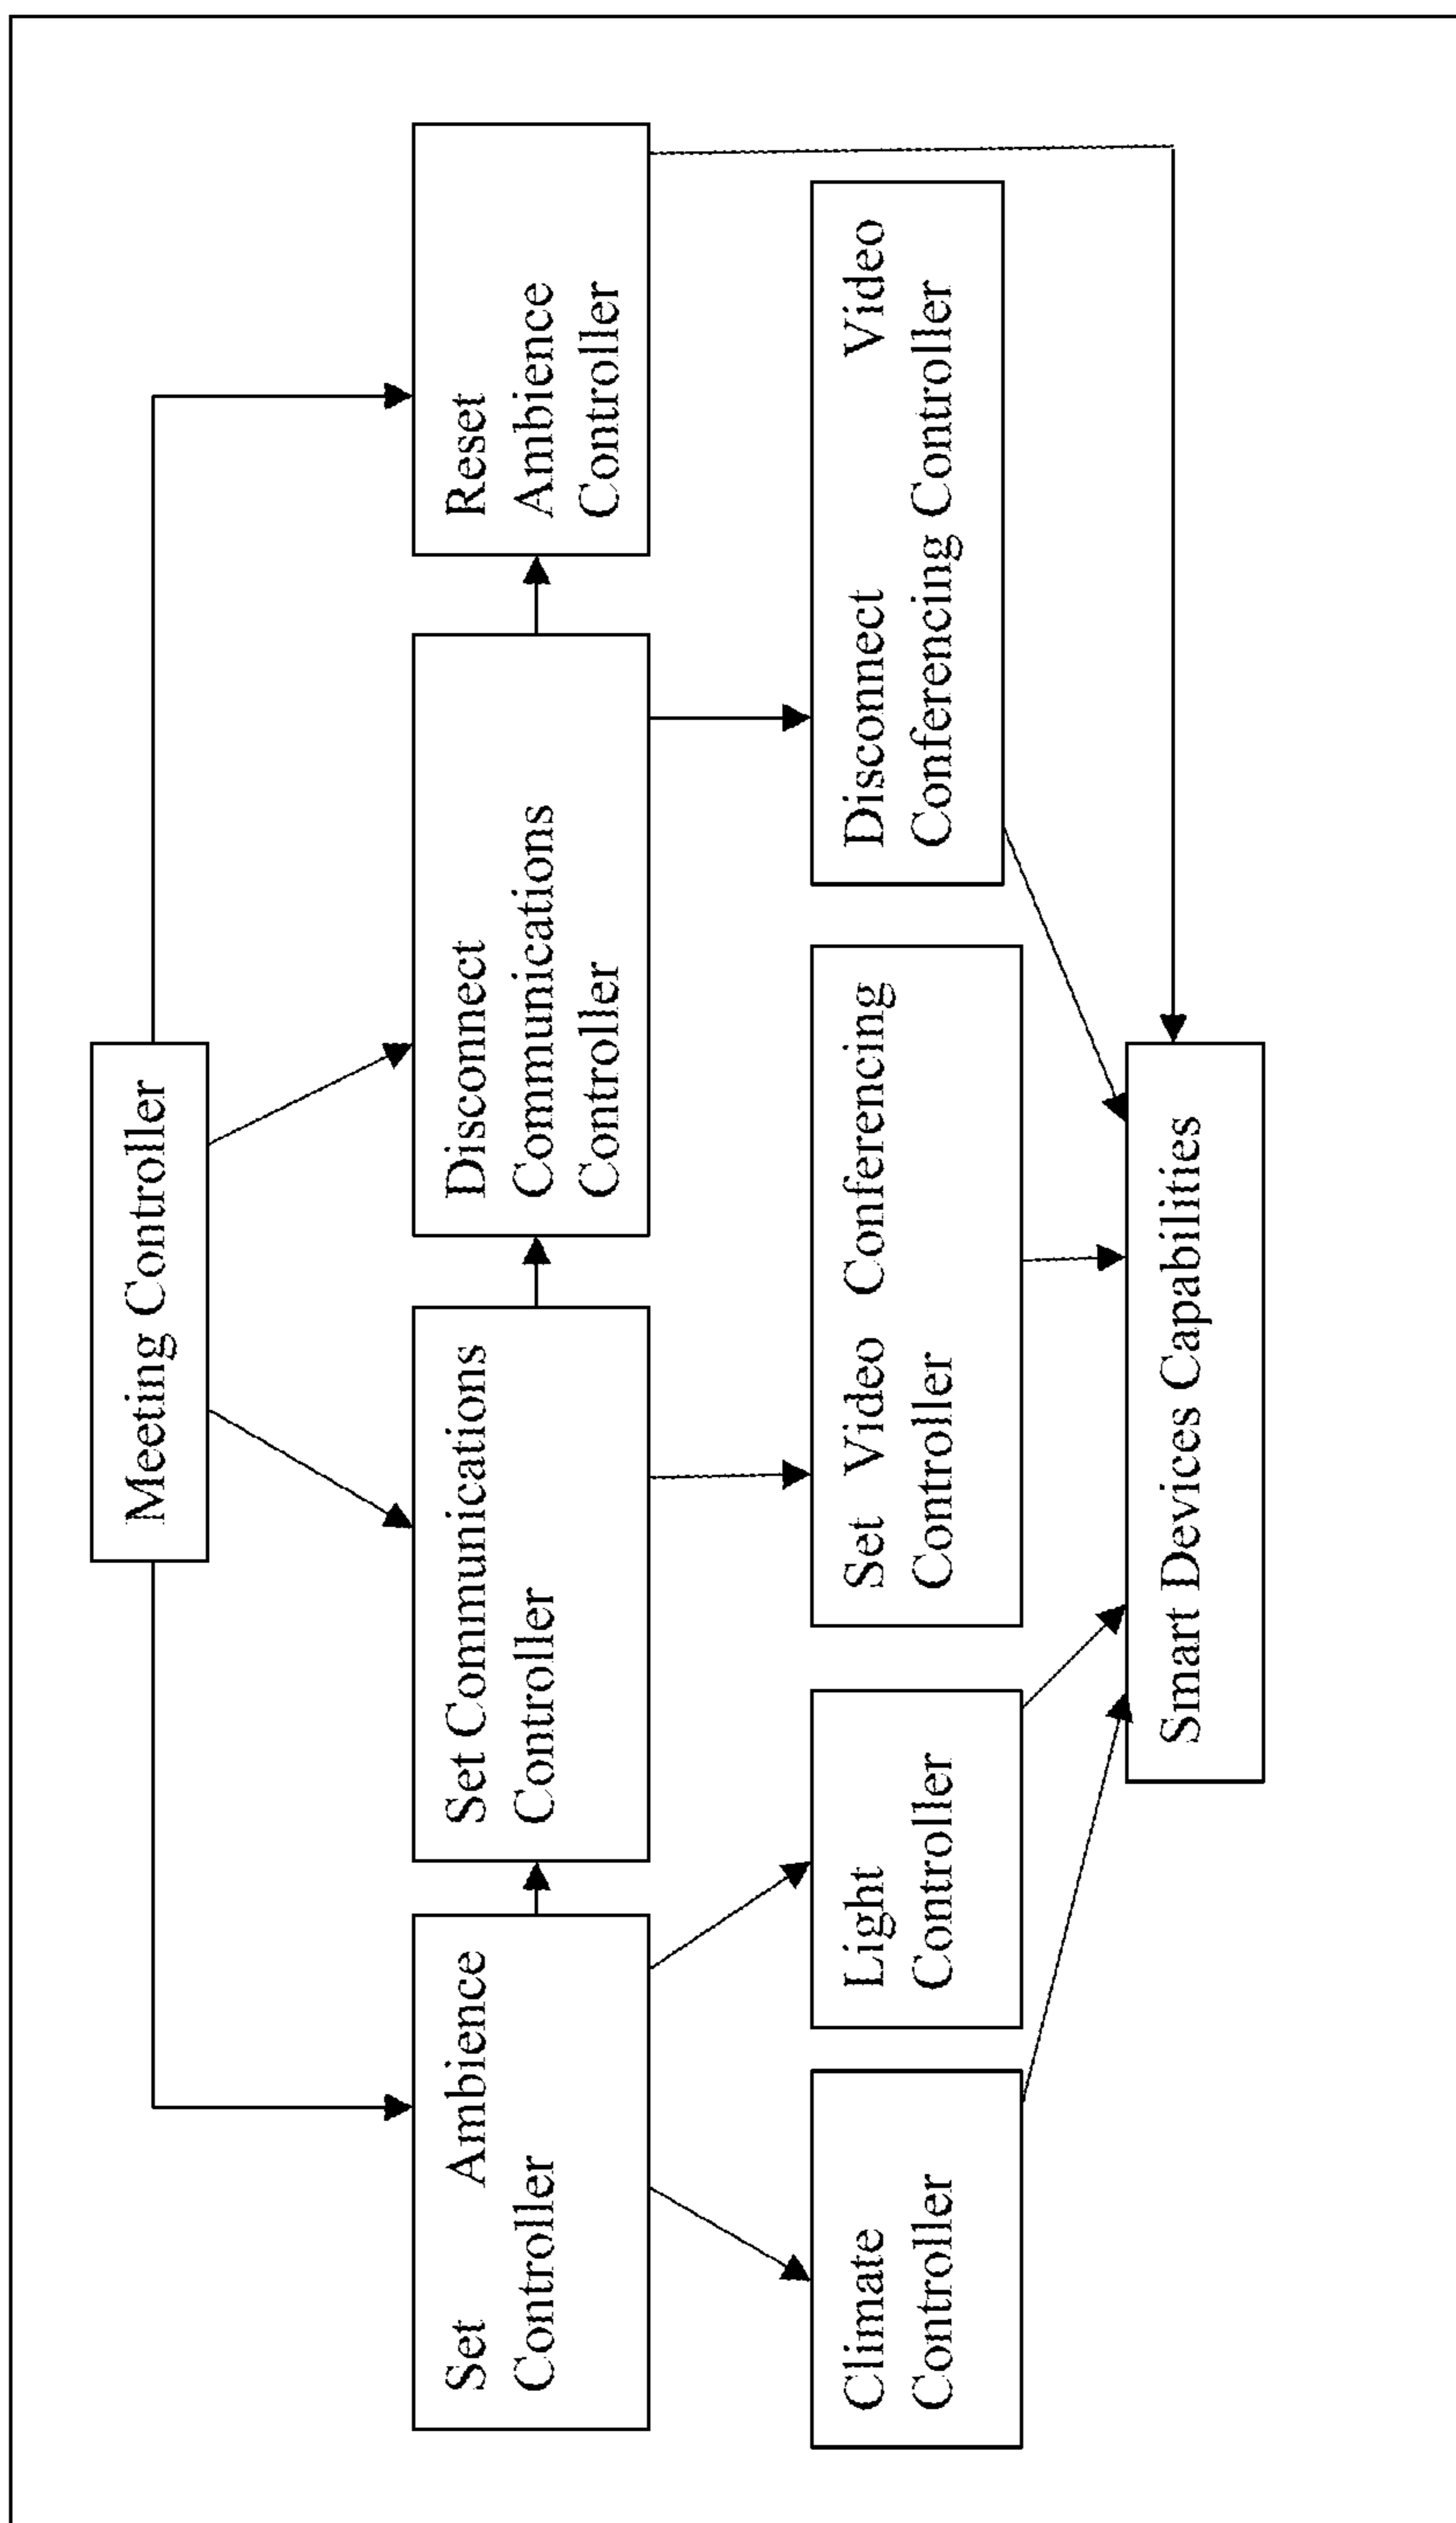 Meeting Controller
Set Ambience
Controller
Set Communications
Controller
Disconnect
Communications
Controller
Reset
Ambience
Controller
Climate
Controller
Light
Controller
Set Video Conferencing
Controller
Disconnect Video
Conferencing Controller
Smart Devices Capabilities